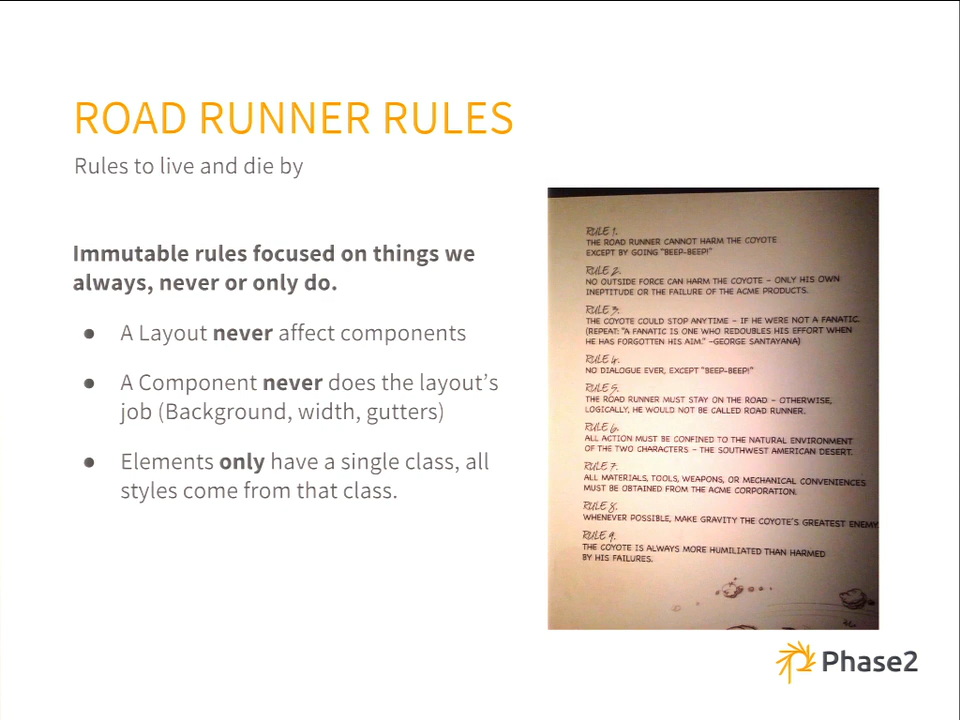 ROAD RUNNER RULES
Rules to live and die by
Immutable rules focused on things we
always, never or only do.
● A Layout never affect components
● A Component never does the layout's
job (Background, width, gutters)
● Elements only have a single class, all
styles come from that class.
RULE 1.
THE ROAD RUNNER CANNOT HARM THE COYOTE
EXCEPT BY GOING "BEEP-BEEP!"
RULE 2.
NO OUTSIDE FORCE CAN HARM THE COYOTE - ONLY HIS OWN
INEPTITUDE OR THE FAILURE OF THE ACME PRODUCTS.
RULE 3.
THE COYOTE COULD STOP ANYTIME - IF HE WERE NOT A FANATIC.
(REPEAT: "A FANATIC IS ONE WHO REDOUBLES HIS EFFORT WHEN
HE HAS FORGOTTEN HIS AIM." -GEORGE SANTAYANA)
RULE 4.
NO DIALOGUE EVER, EXCEPT "BEEP-BEEP!"
RULE 5.
THE ROAD RUNNER MUST STAY ON THE ROAD - OTHERWISE,
LOGICALLY, HE WOULD NOT BE CALLED ROAD RUNNER.
RULE 6.
ALL ACTION MUST BE CONFINED TO THE NATURAL ENVIRONMENT
OF THE TWO CHARACTERS - THE SOUTHWEST AMERICAN DESERT.
RULE 7.
ALL MATERIALS, TOOLS, WEAPONS, OR MECHANICAL CONVENIENCES
MUST BE OBTAINED FROM THE ACME CORPORATION.
RULE 8.
WHENEVER POSSIBLE, MAKE GRAVITY THE COYOTE'S GREATEST ENEMY.
RULE 9.
THE COYOTE IS ALWAYS MORE HUMILIATED THAN HARMED
BY HIS FAILURES.
Phase2